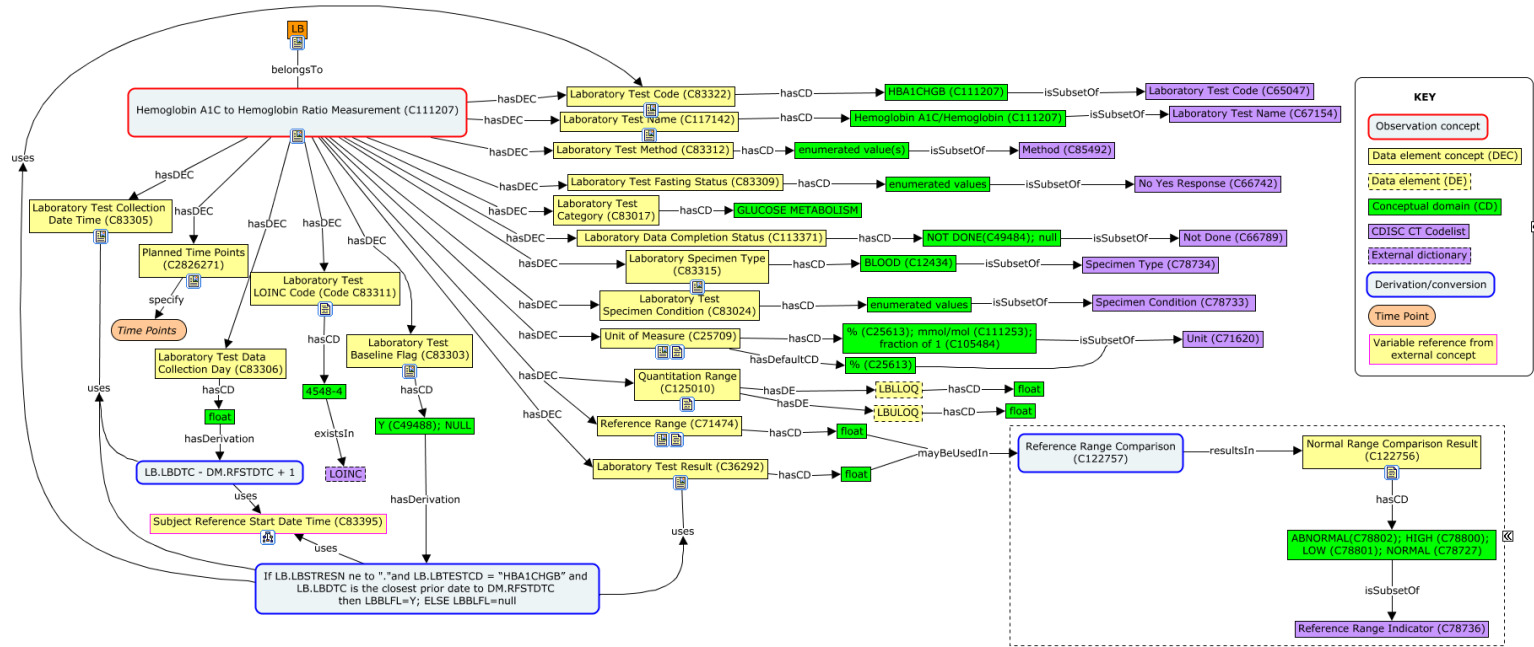 LB
belongsTo
Hemoglobin A1C to Hemoglobin Ratio Measurement (C111207)
uses
hasDEC
Laboratory Test Code (C83322)
hasCD
HBA1CHGB (C111207)
isSubsetOf
Laboratory Test Code (C65047)
hasDEC
Laboratory Test Name (C117142)
hasCD
Hemoglobin A1C/Hemoglobin (C111207)
isSubsetOf
Laboratory Test Name (C67154)
hasDEC
Laboratory Test Method (C83312)
hasCD
enumerated value(s)
isSubsetOf
Method (C85492)
hasDEC
Laboratory Test Fasting Status (C83309)
hasCD
enumerated values
isSubsetOf
No Yes Response (C66742)
hasDEC
Laboratory Test
Category (C83017)
hasCD
GLUCOSE METABOLISM
hasDEC
Laboratory Data Completion Status (C113371)
hasCD
NOT DONE(C49484); null
isSubsetOf
Not Done (C66789)
hasDEC
Laboratory Specimen Type
(C83315)
hasCD
BLOOD (C12434)
isSubsetOf
Specimen Type (C78734)
hasDEC
Laboratory Test
Specimen Condition (C83024)
hasCD
enumerated values
isSubsetOf
Specimen Condition (C78733)
hasDEC
Unit of Measure (C25709)
hasCD
% (C25613); mmol/mol (C111253);
fraction of 1 (C105484)
isSubsetOf
Unit (C71620)
hasDefaultCD
% (C25613)
hasDEC
Quantitation Range
(C125010)
hasDE
LBLLOQ
hasCD
float
hasDE
LBULOQ
hasCD
float
hasDEC
Reference Range (C71474)
hasCD
float
Laboratory Test Result (C36292)
hasCD
float
maybeUsedIn
hasDEC
Laboratory Test Collection
Date Time (C83305)
hasDEC
Planned Time Points
(C2826271)
specify
Time Points
hasDEC
Laboratory Test Data
Collection Day (C83306)
hasCD
float
hasDerivation
LB.LBDTC - DM.RFSTDTC + 1
uses
uses
Subject Reference Start Date Time (C83395)
hasDEC
Laboratory Test
LOINC Code (Code C83311)
hasCD
4548-4
existsIn
LOINC
hasDEC
Laboratory Test
Baseline Flag (C83303)
hasCD
Y (C49488); NULL
hasDerivation
uses
uses
If LB.LBSTRESN ne to "."and LB.LBTESTCD = “HBA1CHGB” and
LB.LBDTC is the closest prior date to DM.RFSTDTC
then LBBLFL=Y; ELSE LBBLFL=null
Reference Range Comparison
(C122757)
resultsIn
Normal Range Comparison Result
(C122756)
hasCD
ABNORMAL(C78802); HIGH (C78800);
LOW (C78801); NORMAL (C78727)
isSubsetOf
Reference Range Indicator (C78736)
KEY
Observation concept
Data element concept (DEC)
Data element (DE)
Conceptual domain (CD)
CDISC CT Codelist
External dictionary
Derivation/conversion
Time Point
Variable reference from
external concept